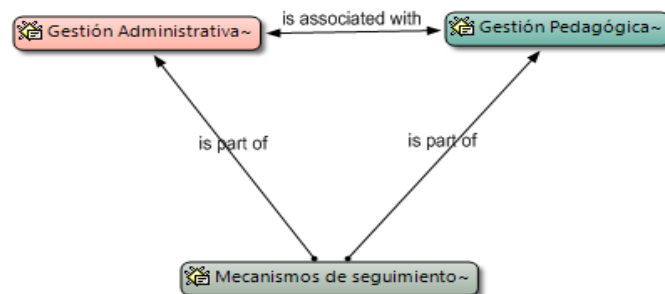 is associated with
Gestión Administrativa~
Gestión Pedagógica~
is part of
is part of
Mecanismos de seguimiento~